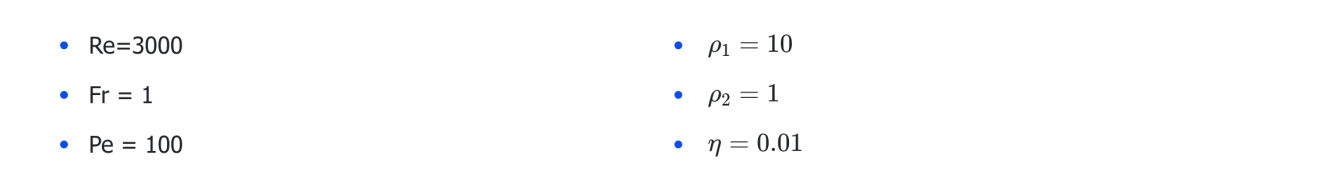 • Re=3000
• Fr = 1
• Pe = 100
• ρ₁ = 10
• ρ₂ = 1
• η = 0.01